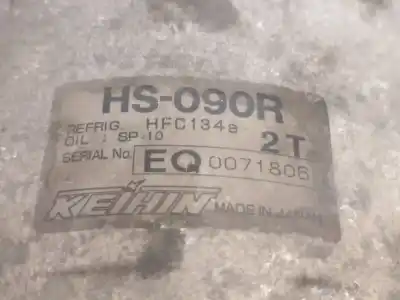 HS-090R
REFRIG. HFC134a
OIL : SP-10 2T
SERIAL No. EQ 0071806
KEIHIN MADE IN JAPAN